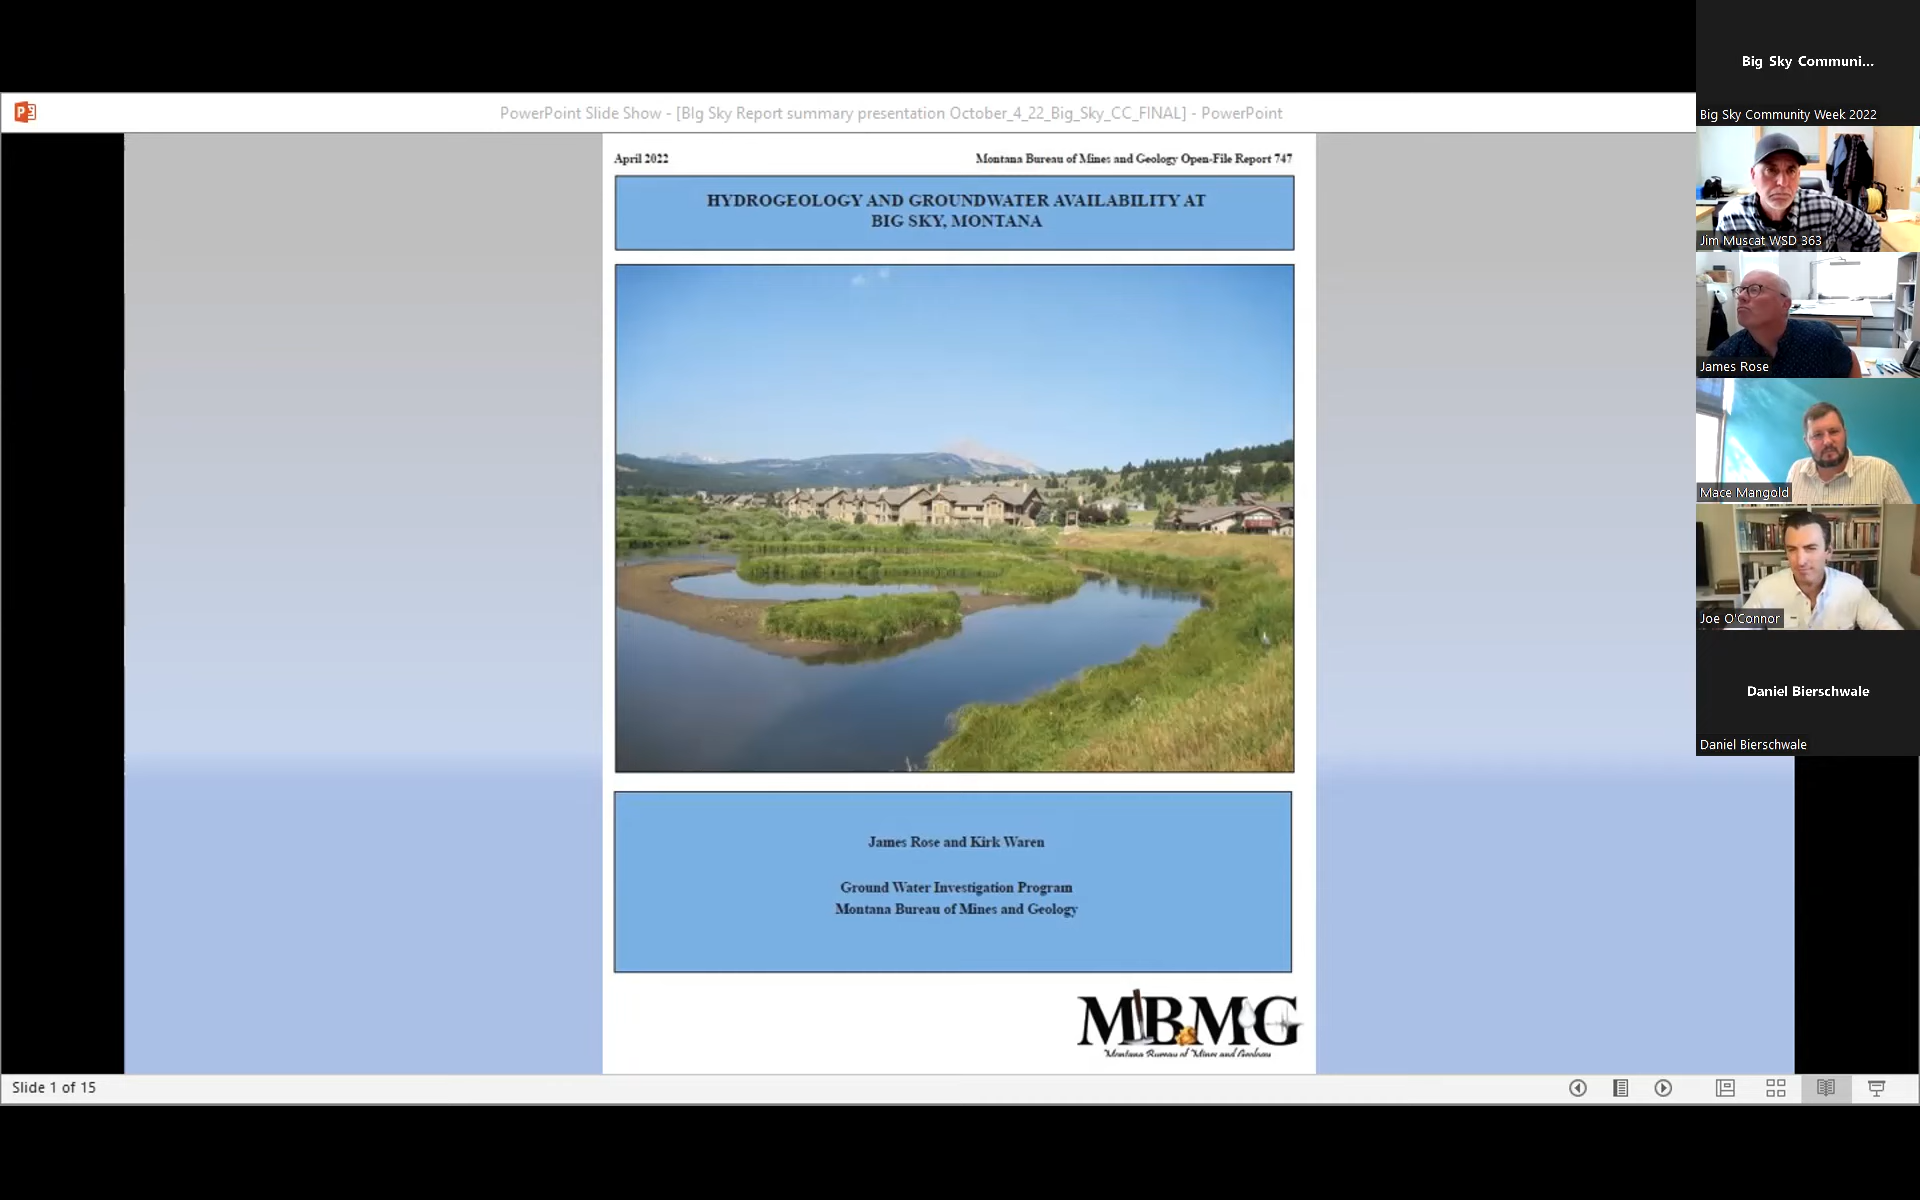 PowerPoint Slide Show - [BIg Sky Report summary presentation October_4_22_Big_Sky_CC_FINAL] - PowerPoint
April 2022
Montana Bureau of Mines and Geology Open-File Report 747
HYDROGEOLOGY AND GROUNDWATER AVAILABILITY AT
BIG SKY, MONTANA
James Rose and Kirk Waren
Ground Water Investigation Program
Montana Bureau of Mines and Geology
MBMG
Montana Bureau of Mines and Geology
Slide 1 of 15
Big Sky Communi...
Big Sky Community Week 2022
Jim Muscat WSD 363
James Rose
Mace Mangold
Joe O'Connor
Daniel Bierschwale
Daniel Bierschwale